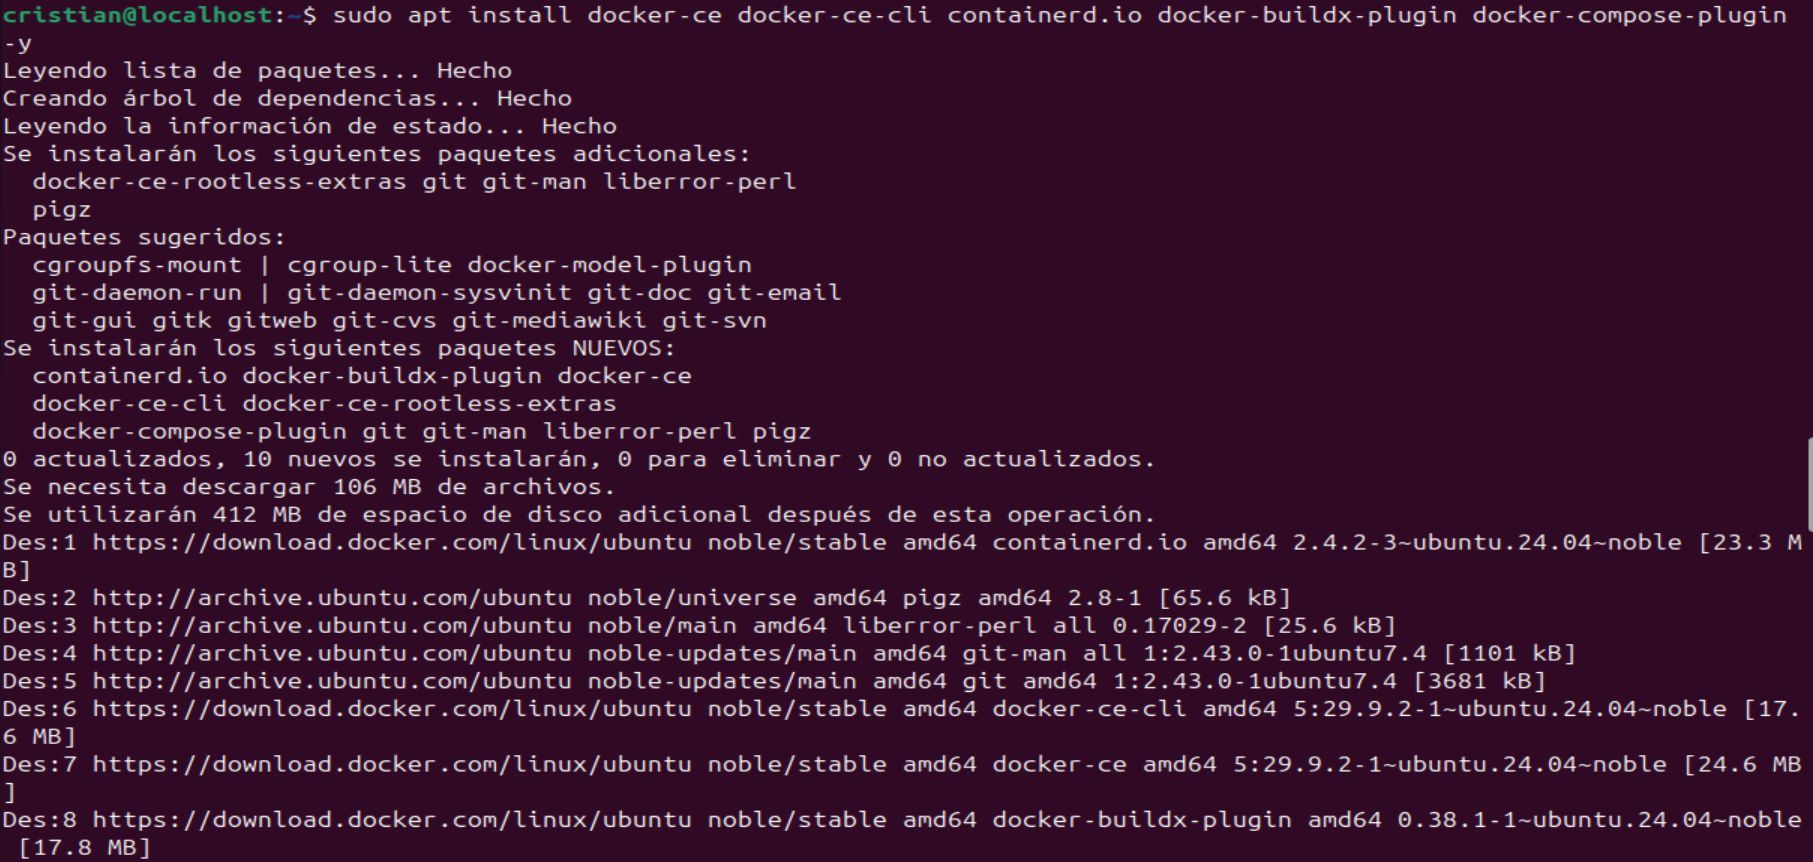 cristian@localhost:~$ sudo apt install docker-ce docker-ce-cli containerd.io docker-buildx-plugin docker-compose-plugin
-y
Leyendo lista de paquetes... Hecho
Creando árbol de dependencias... Hecho
Leyendo la información de estado... Hecho
Se instalarán los siguientes paquetes adicionales:
  docker-ce-rootless-extras git git-man liberror-perl
  pigz
Paquetes sugeridos:
  cgroupfs-mount | cgroup-lite docker-model-plugin
  git-daemon-run | git-daemon-sysvinit git-doc git-email
  git-gui gitk gitweb git-cvs git-mediawiki git-svn
Se instalarán los siguientes paquetes NUEVOS:
  containerd.io docker-buildx-plugin docker-ce
  docker-ce-cli docker-ce-rootless-extras
  docker-compose-plugin git git-man liberror-perl pigz
0 actualizados, 10 nuevos se instalarán, 0 para eliminar y 0 no actualizados.
Se necesita descargar 106 MB de archivos.
Se utilizarán 412 MB de espacio de disco adicional después de esta operación.
Des:1 https://download.docker.com/linux/ubuntu noble/stable amd64 containerd.io amd64 2.4.2-3~ubuntu.24.04~noble [23.3 M
B]
Des:2 http://archive.ubuntu.com/ubuntu noble/universe amd64 pigz amd64 2.8-1 [65.6 kB]
Des:3 http://archive.ubuntu.com/ubuntu noble/main amd64 liberror-perl all 0.17029-2 [25.6 kB]
Des:4 http://archive.ubuntu.com/ubuntu noble-updates/main amd64 git-man all 1:2.43.0-1ubuntu7.4 [1101 kB]
Des:5 http://archive.ubuntu.com/ubuntu noble-updates/main amd64 git amd64 1:2.43.0-1ubuntu7.4 [3681 kB]
Des:6 https://download.docker.com/linux/ubuntu noble/stable amd64 docker-ce-cli amd64 5:29.9.2-1~ubuntu.24.04~noble [17.
6 MB]
Des:7 https://download.docker.com/linux/ubuntu noble/stable amd64 docker-ce amd64 5:29.9.2-1~ubuntu.24.04~noble [24.6 MB
]
Des:8 https://download.docker.com/linux/ubuntu noble/stable amd64 docker-buildx-plugin amd64 0.38.1-1~ubuntu.24.04~noble
 [17.8 MB]